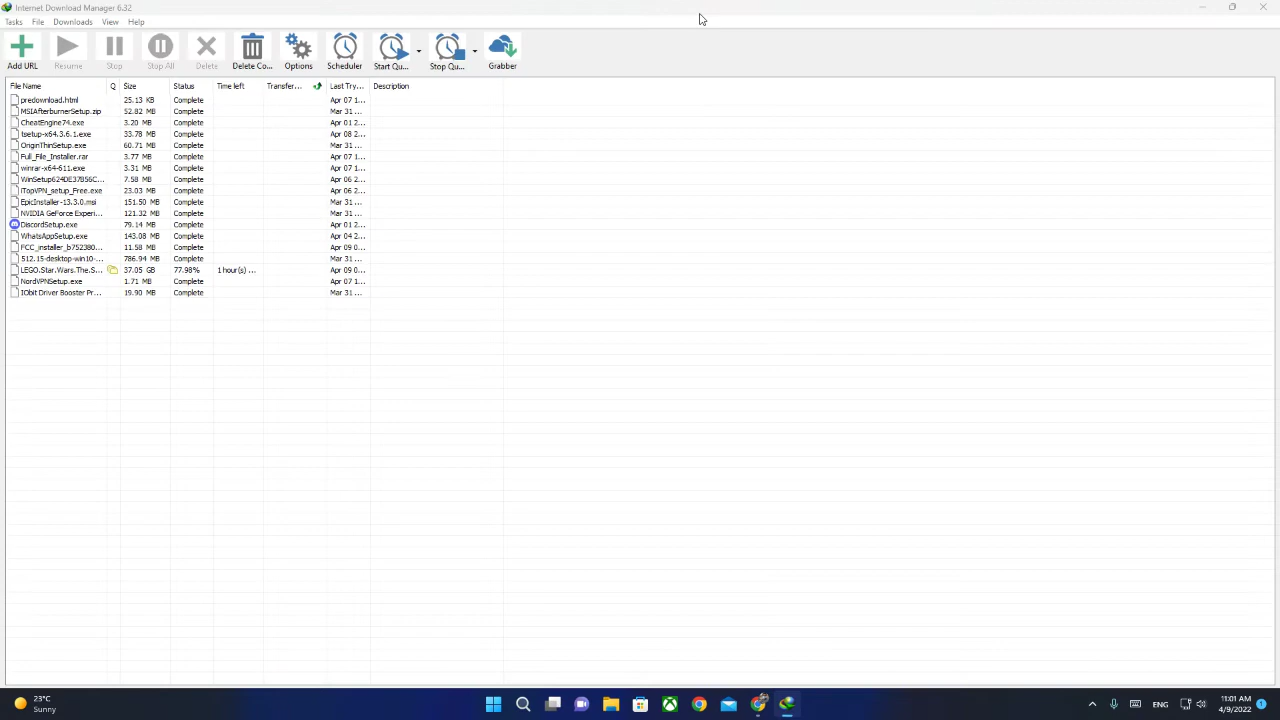 Internet Download Manager 6.32
Tasks File Downloads View Help
Add URL Resume Stop Stop All Delete Delete Co... Options Scheduler Start Qu... Stop Qu... Grabber
File Name Q Size Status Time left Transfer... Last Try... Description
predownload.html 25.13 KB Complete Apr 07 1...
MSIAfterburnerSetup.zip 52.82 MB Complete Mar 31 ...
CheatEngine74.exe 3.20 MB Complete Apr 01 2...
tsetup-x64.3.6.1.exe 33.78 MB Complete Apr 08 2...
OriginThinSetup.exe 60.71 MB Complete Mar 31 ...
Full_File_Installer.rar 3.77 MB Complete Apr 07 1...
winrar-x64-611.exe 3.31 MB Complete Apr 07 1...
WinSetup624DE37B56C... 7.58 MB Complete Apr 06 2...
iTopVPN_setup_Free.exe 23.03 MB Complete Apr 06 2...
EpicInstaller-13.3.0.msi 151.50 MB Complete Mar 31 ...
NVIDIA GeForce Experi... 121.32 MB Complete Mar 31 ...
DiscordSetup.exe 79.14 MB Complete Apr 01 2...
WhatsAppSetup.exe 143.08 MB Complete Apr 04 2...
FCC_installer_b752380... 11.58 MB Complete Apr 09 0...
512.15-desktop-win10-... 786.94 MB Complete Mar 31 ...
LEGO.Star.Wars.The.S... 37.05 GB 77.98% 1 hour(s) ... Apr 09 0...
NordVPNSetup.exe 1.71 MB Complete Apr 07 1...
IObit Driver Booster Pr... 19.90 MB Complete Mar 31 ...
23°C
Sunny
ENG
11:01 AM
4/9/2022
1